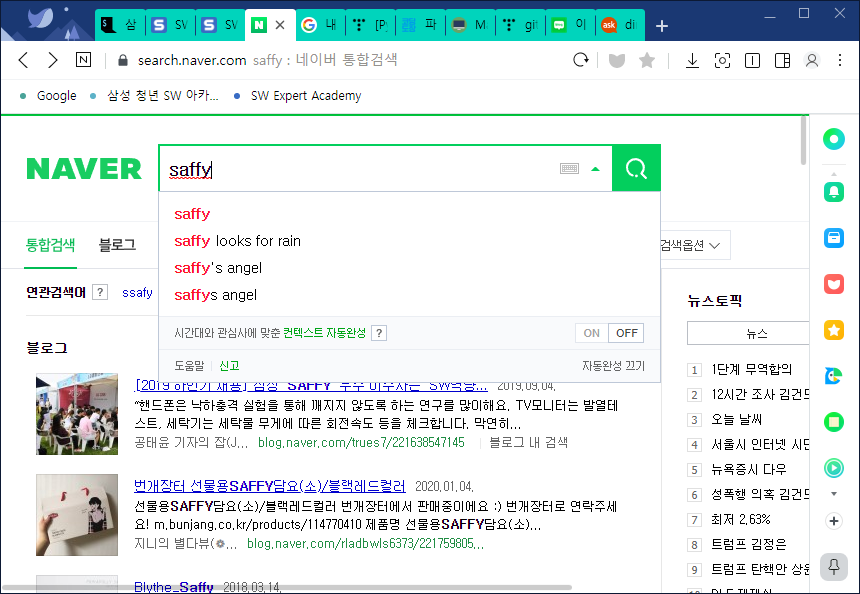 삼
SV
SV
내
[Py
파
Ma
git
이
ask
di
search.naver.com saffy : 네이버 통합검색
Google
삼성 청년 SW 아카...
SW Expert Academy
NAVER
saffy
saffy
saffy looks for rain
saffy's angel
saffys angel
시간대와 관심사에 맞춘 컨텍스트 자동완성 ?
ON OFF
도움말 신고
자동완성 끄기
통합검색
블로그
검색옵션
연관검색어 ?
ssafy
블로그
[2019 하반기 채용] 삼성 "SAFFY" 우수 이수자는 "SW역량...
2019.09.04.
“핸드폰은 낙하충격 실험을 통해 깨지지 않도록 하는 연구를 많이해요. TV모니터는 발열테
스트, 세탁기는 세탁물 무게에 따른 회전속도 등을 체크합니다. 막연히...
공태윤 기자의 잡(J...
blog.naver.com/trues7/221638547145
블로그 내 검색
번개장터 선물용SAFFY담요(소)/블랙레드컬러
2020.01.04.
선물용SAFFY담요(소)/블랙레드컬러 번개장터에서 판매중이에요 :) 번개장터로 연락주세
요! m.bunjang.co.kr/products/114770410 제품명 선물용SAFFY담요(소)...
지니의 별다뷰(...
blog.naver.com/rladbwls6373/221759805...
Blythe_Saffy
2018.03.14.
뉴스토픽
뉴스
1 1단계 무역합의
2 12시간 조사 김건모
3 오늘 날씨
4 서울시 인터넷 시민
5 뉴욕증시 다우
6 성폭행 의혹 김건모
7 최저 2.63%
8 트럼프 김정은
9 트럼프 탄핵안 상원